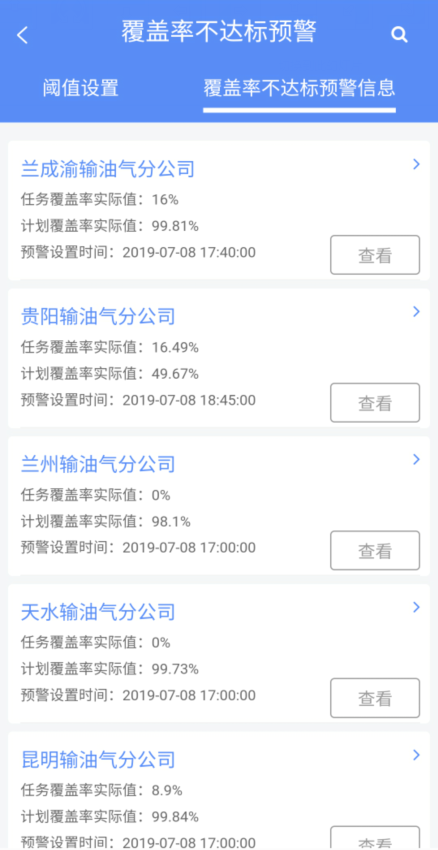 覆盖率不达标预警
阈值设置
覆盖率不达标预警信息
兰成渝输油气分公司
任务覆盖率实际值：16%
计划覆盖率实际值：99.81%
预警设置时间：2019-07-08 17:40:00
查看
贵阳输油气分公司
任务覆盖率实际值：16.49%
计划覆盖率实际值：49.67%
预警设置时间：2019-07-08 18:45:00
查看
兰州输油气分公司
任务覆盖率实际值：0%
计划覆盖率实际值：98.1%
预警设置时间：2019-07-08 17:00:00
查看
天水输油气分公司
任务覆盖率实际值：0%
计划覆盖率实际值：99.73%
预警设置时间：2019-07-08 17:00:00
查看
昆明输油气分公司
任务覆盖率实际值：8.9%
计划覆盖率实际值：99.84%
预警设置时间：2019-07-08 17:00:00
查看